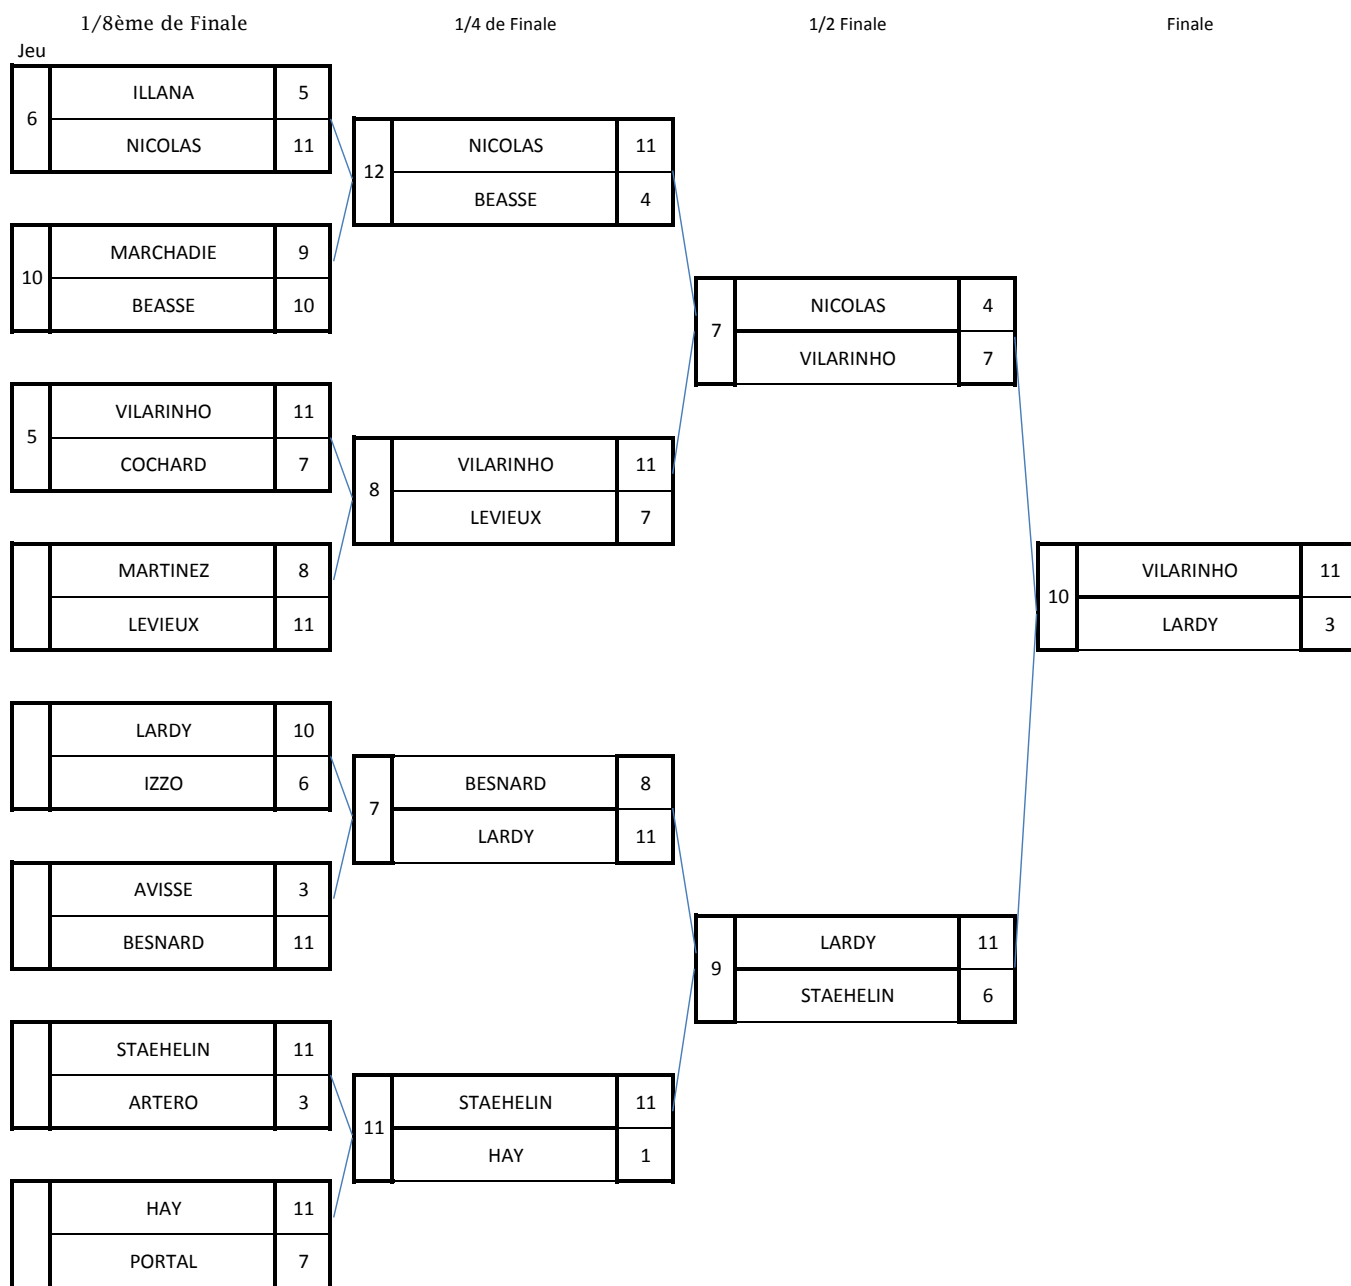 1/8ème de Finale 1/4 de Finale 1/2 Finale Finale
Jeu
6 ILLANA 5
NICOLAS 11
10 MARCHADIE 9
BEASSE 10
5 VILARINHO 11
COCHARD 7
MARTINEZ 8
LEVIEUX 11
LARDY 10
IZZO 6
AVISSE 3
BESNARD 11
STAEHELIN 11
ARTERO 3
HAY 11
PORTAL 7
12 NICOLAS 11
BEASSE 4
8 VILARINHO 11
LEVIEUX 7
7 BESNARD 8
LARDY 11
11 STAEHELIN 11
HAY 1
7 NICOLAS 4
VILARINHO 7
9 LARDY 11
STAEHELIN 6
10 VILARINHO 11
LARDY 3